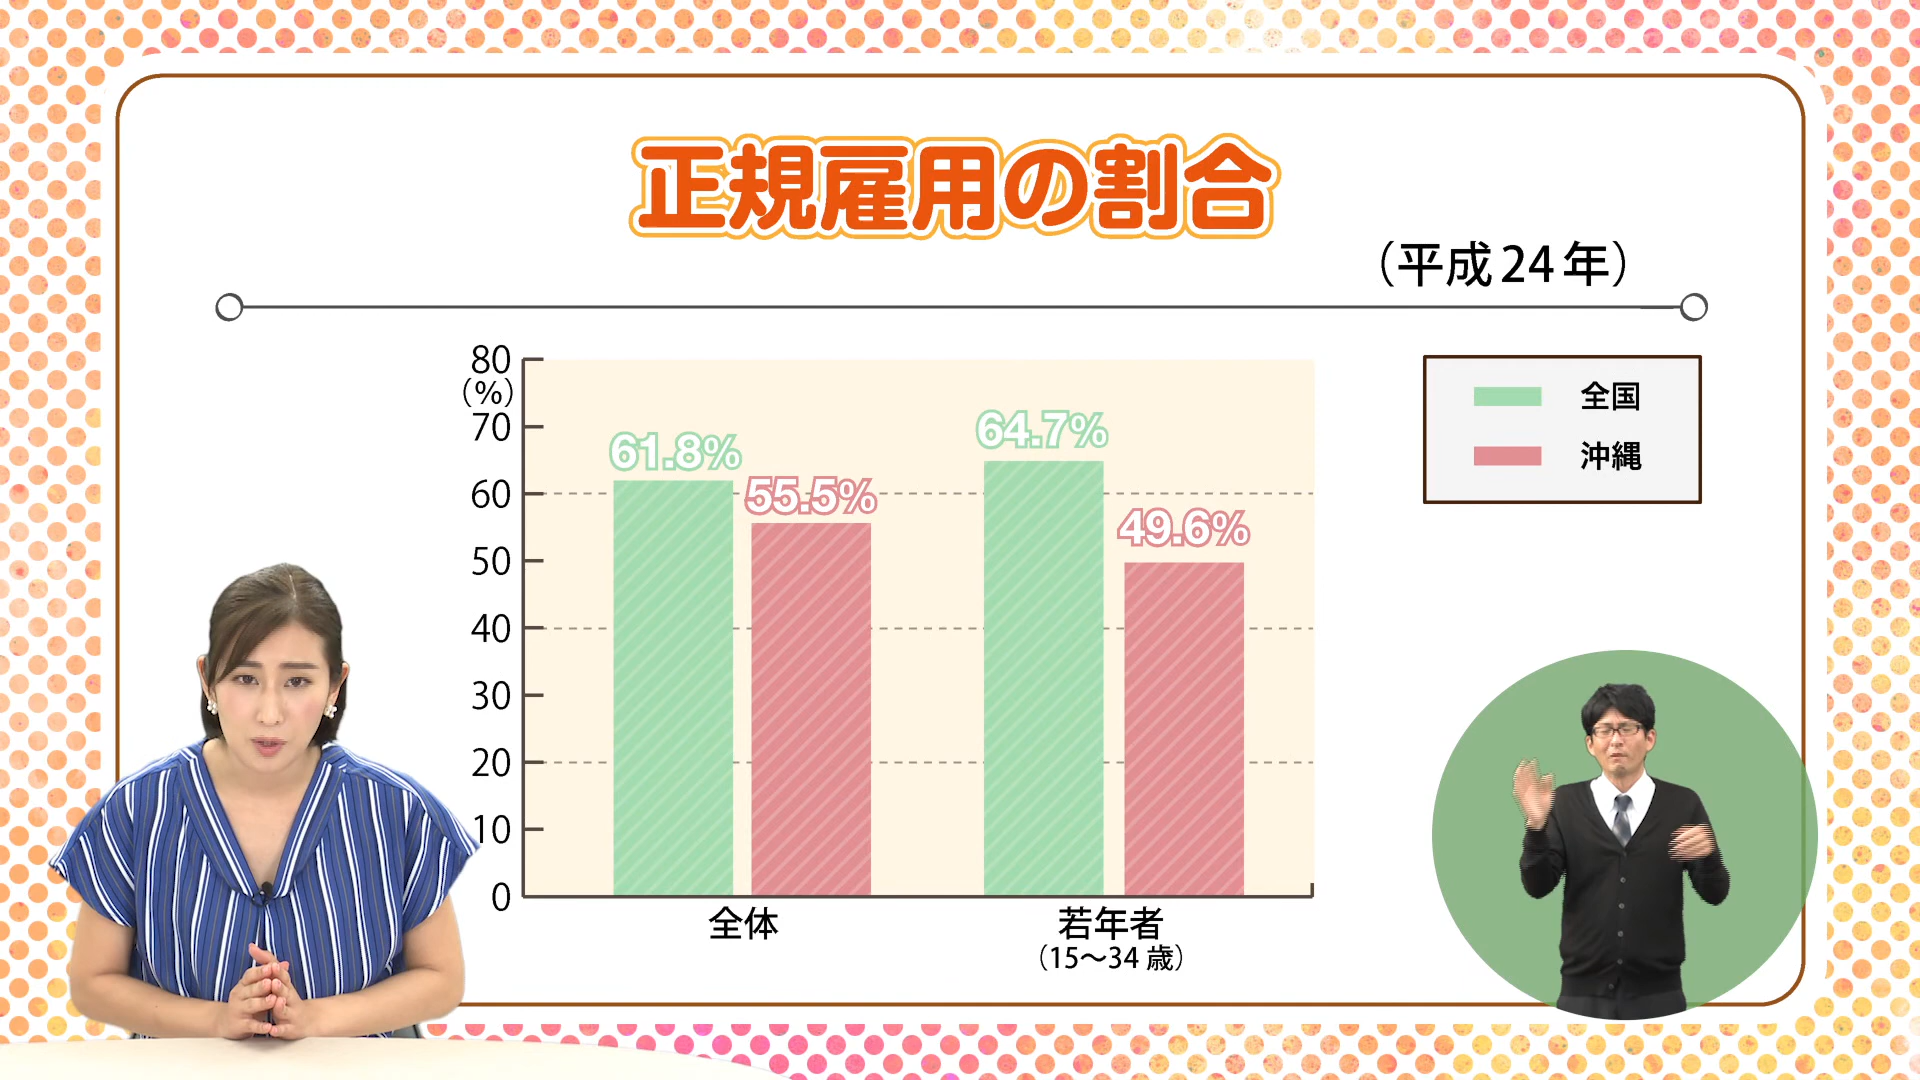 正規雇用の割合
（平成24年）
80
(%)
70
60
50
40
30
20
10
0
61.8%
55.5%
64.7%
49.6%
全体
若年者
（15〜34 歳）
全国
沖縄